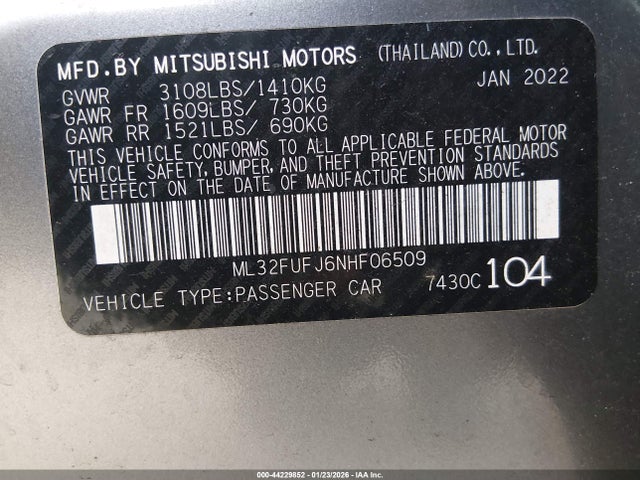 MFD.BY MITSUBISHI MOTORS (THAILAND)CO.,LTD.
GVWR 3108LBS/1410KG JAN 2022
GAWR FR 1609LBS/ 730KG
GAWR RR 1521LBS/ 690KG
THIS VEHICLE CONFORMS TO ALL APPLICABLE FEDERAL MOTOR
VEHICLE SAFETY, BUMPER, AND THEFT PREVENTION STANDARDS
IN EFFECT ON THE DATE OF MANUFACTURE SHOWN ABOVE.
ML32FUFJ6NHF06509
VEHICLE TYPE:PASSENGER CAR 7430C 104
000-44229852 | 01/23/2026 - IAA Inc.